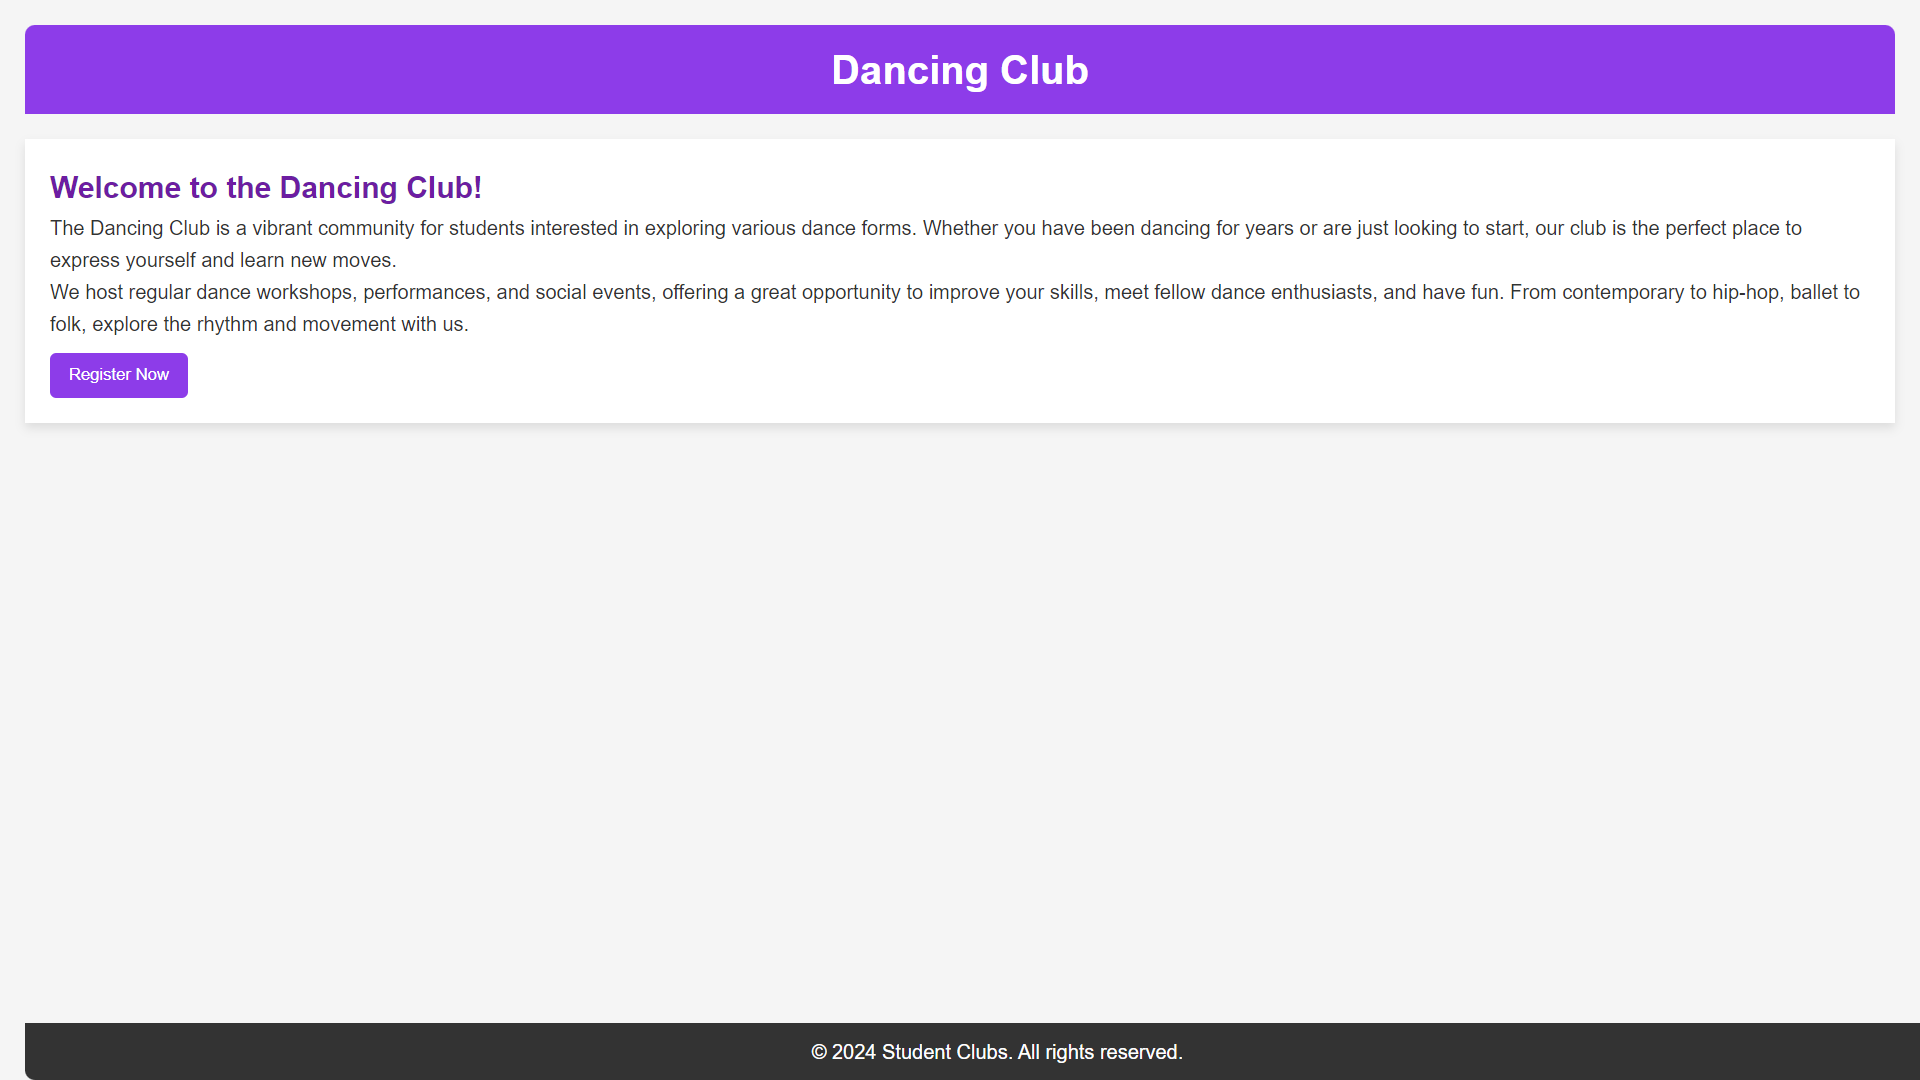 Dancing Club
Welcome to the Dancing Club!
The Dancing Club is a vibrant community for students interested in exploring various dance forms. Whether you have been dancing for years or are just looking to start, our club is the perfect place to
express yourself and learn new moves.
We host regular dance workshops, performances, and social events, offering a great opportunity to improve your skills, meet fellow dance enthusiasts, and have fun. From contemporary to hip-hop, ballet to
folk, explore the rhythm and movement with us.
Register Now
© 2024 Student Clubs. All rights reserved.